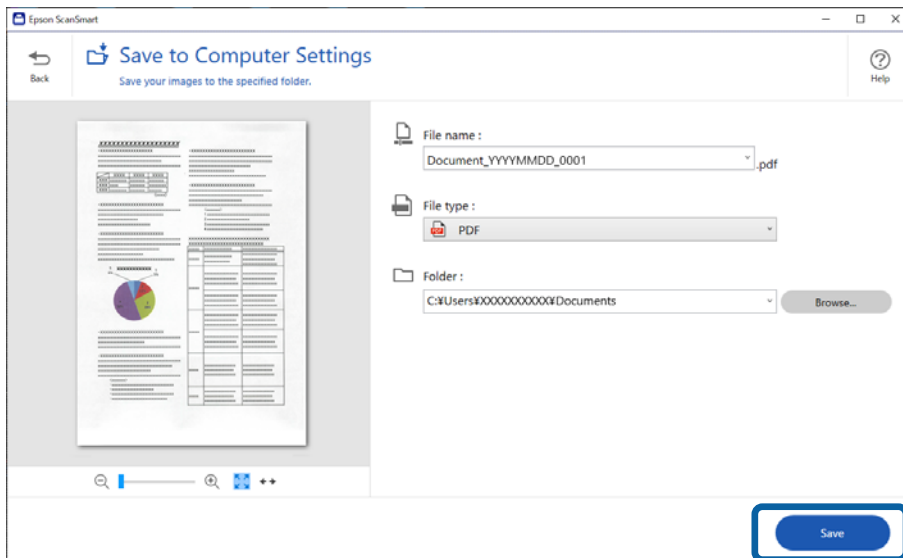 Epson ScanSmart
Back
Save to Computer Settings
Save your images to the specified folder.
Help
File name :
Document_YYYYMMDD_0001
.pdf
File type :
PDF
Folder :
C:¥Users¥XXXXXXXXXXX¥Documents
Browse...
Save